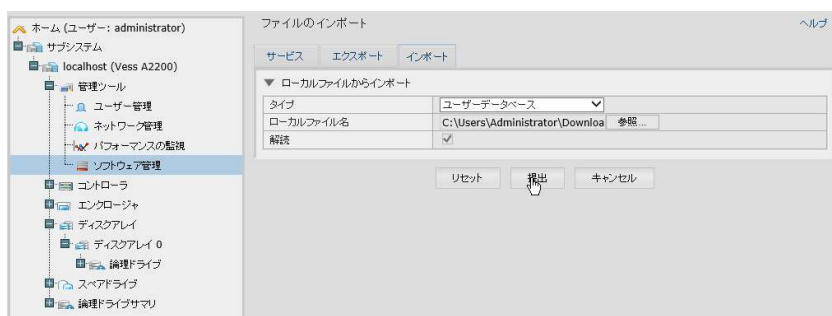 ホーム (ユーザー: administrator)
サブシステム
localhost (Vess A2200)
管理ツール
ユーザー管理
ネットワーク管理
パフォーマンスの監視
ソフトウェア管理
コントローラ
エンクロージャ
ディスクアレイ
ディスクアレイ 0
論理ドライブ
スペアドライブ
論理ドライブサマリ
ファイルのインポート
ヘルプ
サービス エクスポート インポート
▼ ローカルファイルからインポート
タイプ ユーザーデータベース
ローカルファイル名 C:\Users\Administrator\Downloa 参照...
解読
リセット 提出 キャンセル